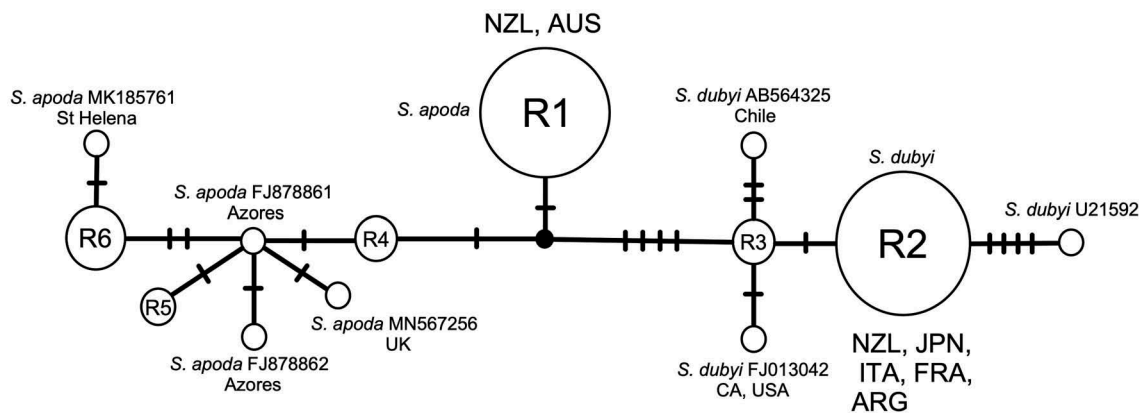 NZL, AUS
S. apoda MK185761
St Helena
S. apoda
R1
S. dubyi AB564325
Chile
S. dubyi
S. apoda FJ878861
Azores
S. dubyi U21592
R6
R4
R3
R2
R5
S. apoda MN567256
UK
S. apoda FJ878862
Azores
S. dubyi FJ013042
CA, USA
NZL, JPN,
ITA, FRA,
ARG